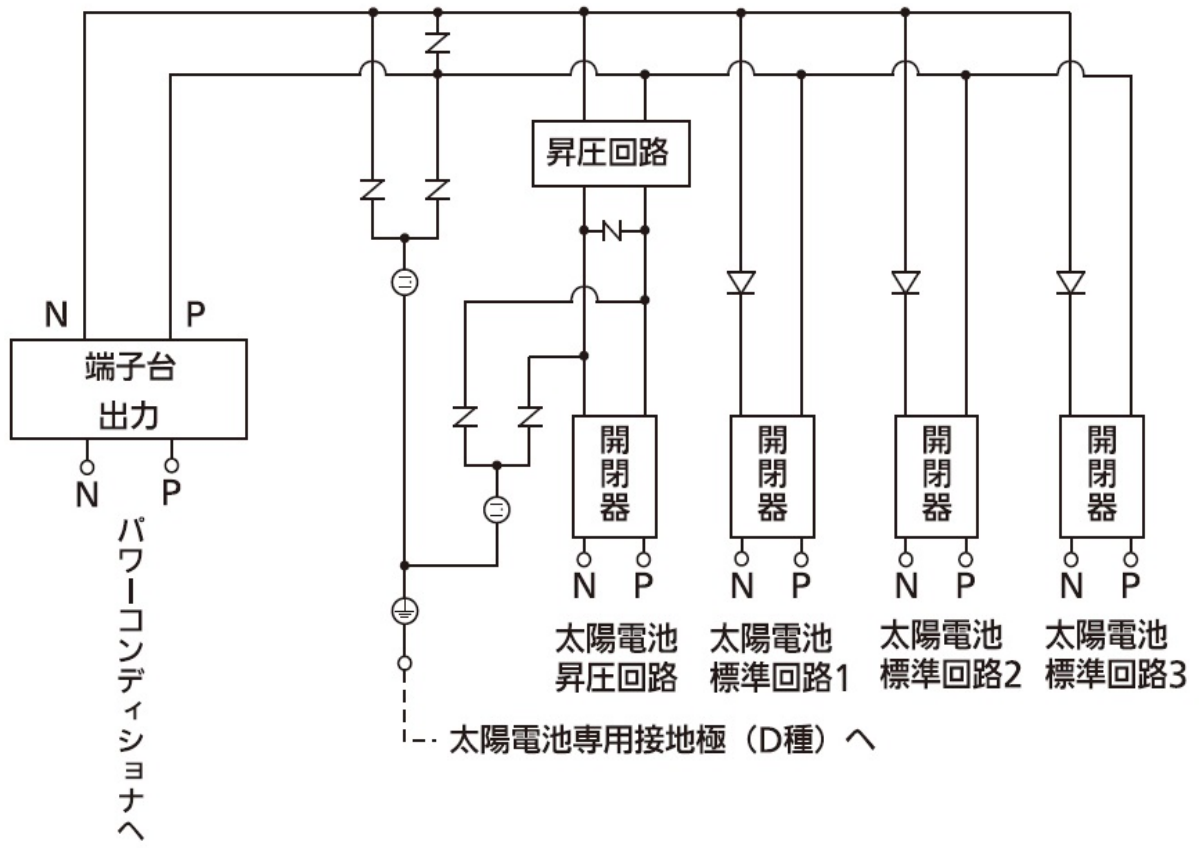 昇圧回路
N P
端子台
出力
N P
パワーコンディショナへ
開閉器
開閉器
開閉器
開閉器
N P
N P
N P
N P
太陽電池
昇圧回路
太陽電池
標準回路1
太陽電池
標準回路2
太陽電池
標準回路3
太陽電池専用接地極（D種）へ